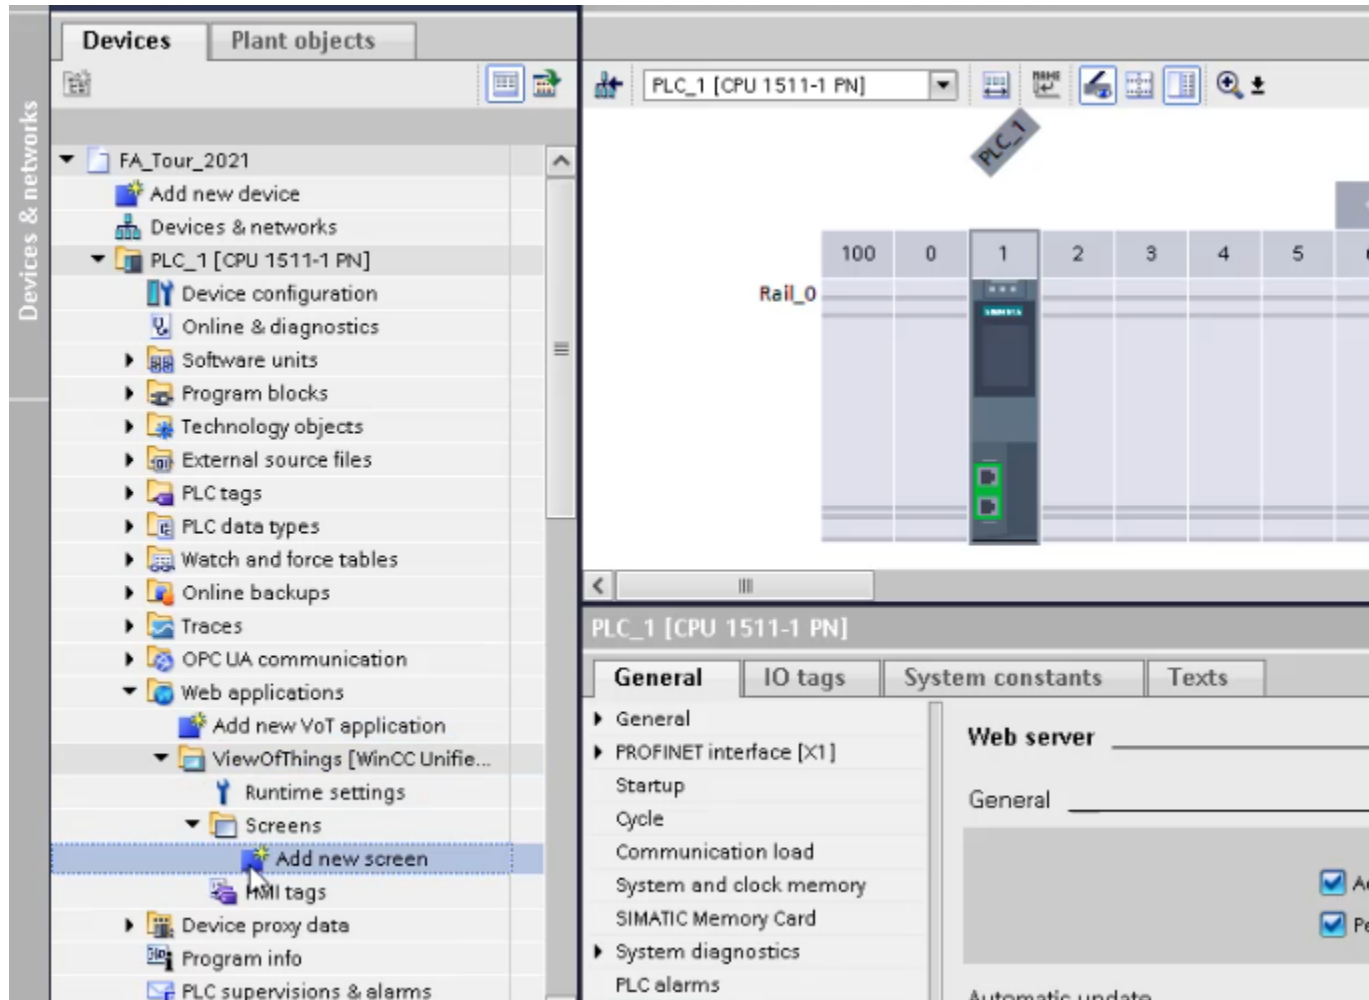 Devices
Plant objects
Devices & networks
FA_Tour_2021
Add new device
Devices & networks
PLC_1 [CPU 1511-1 PN]
Device configuration
Online & diagnostics
Software units
Program blocks
Technology objects
External source files
PLC tags
PLC data types
Watch and force tables
Online backups
Traces
OPC UA communication
Web applications
Add new VoT application
ViewOfThings [WinCC Unifie...
Runtime settings
Screens
Add new screen
HMI tags
Device proxy data
Program info
PLC supervisions & alarms
PLC_1 [CPU 1511-1 PN]
PLC_1
100 0 1 2 3 4 5
Rail_0
SIEMENS
PLC_1 [CPU 1511-1 PN]
General
IO tags
System constants
Texts
General
PROFINET interface [X1]
Startup
Cycle
Communication load
System and clock memory
SIMATIC Memory Card
System diagnostics
PLC alarms
Web server
General
Automatic update